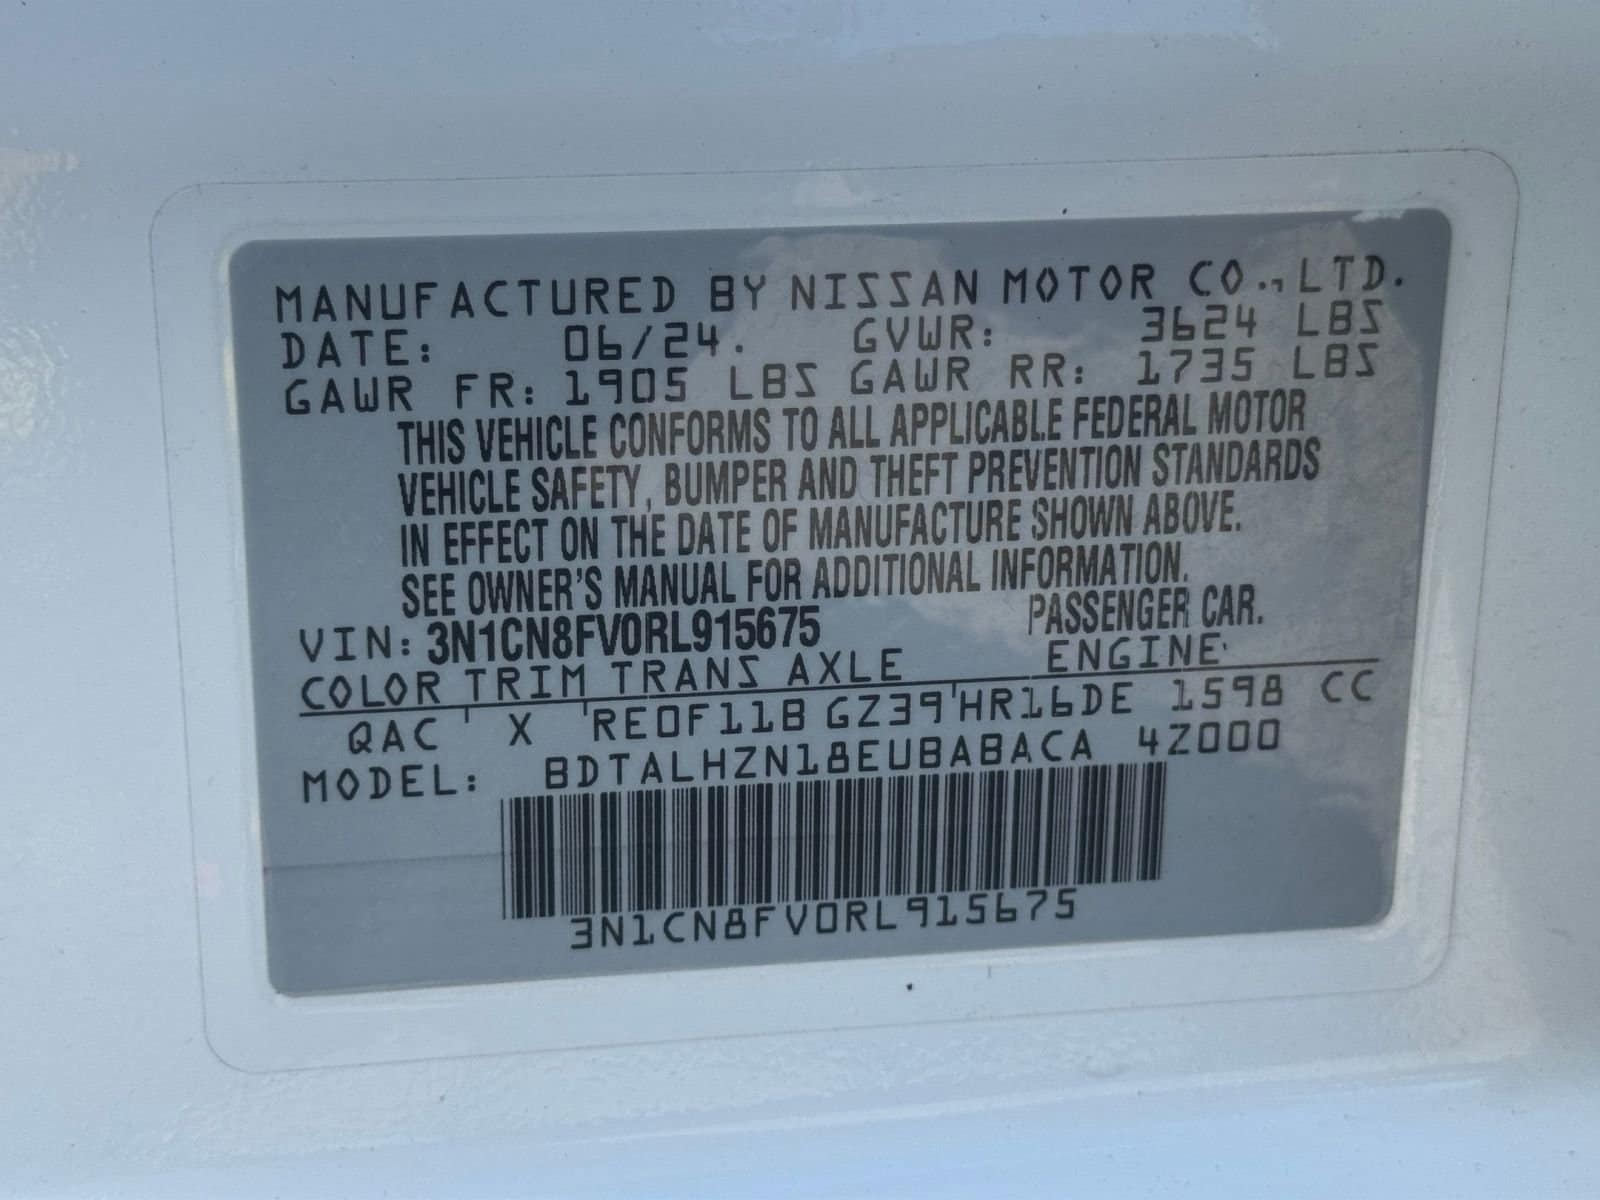 MANUFACTURED BY NISSAN MOTOR CO., LTD.
DATE: 06/24. GVWR: 3624 LBS
GAWR FR: 1905 LBS GAWR RR: 1735 LBS
THIS VEHICLE CONFORMS TO ALL APPLICABLE FEDERAL MOTOR
VEHICLE SAFETY, BUMPER AND THEFT PREVENTION STANDARDS
IN EFFECT ON THE DATE OF MANUFACTURE SHOWN ABOVE.
SEE OWNER'S MANUAL FOR ADDITIONAL INFORMATION.
VIN: 3N1CN8FV0RL915675 PASSENGER CAR.
COLOR TRIM TRANS AXLE ENGINE
QAC X RE0F11B GZ39 HR16DE 1598 CC
MODEL: BDTALHZN18EUBABACA 4Z000
3N1CN8FV0RL915675